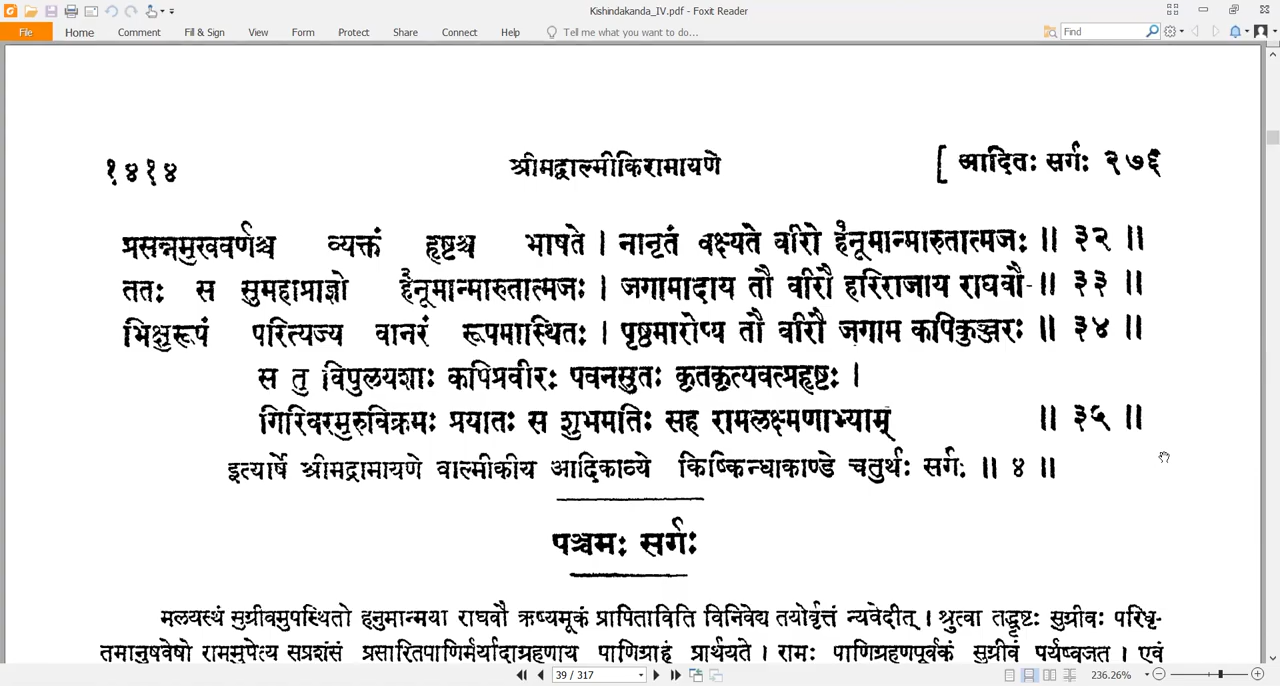 Kishindakanda_IV.pdf - Foxit Reader
File Home Comment Fill & Sign View Form Protect Share Connect Help Tell me what you want to do... Find
१४१४ श्रीमद्वाल्मीकिरामायणे [ आदितः सर्गः २७६
प्रसन्नमुखवर्णश्च व्यक्तं हृष्टश्च भाषते । नानृतं वक्ष्यते वीरो हनूमान्मारुतात्मजः ॥ ३२ ॥
ततः स सुमहाप्राज्ञो हनूमान्मारुतात्मजः । जगामादाय तौ वीरौ हरिराजाय राघवौ ॥ ३३ ॥
भिक्षुरूपं परित्यज्य वानरं रूपमास्थितः । पृष्ठमारोप्य तौ वीरौ जगाम कपिकुञ्जरः ॥ ३४ ॥
स तु विपुलयशाः कपिप्रवीरः पवनसुतः कृतकृत्यवत्प्रहृष्टः ।
गिरिवरमुरुविक्रमः प्रयातः स शुभमतिः सह रामलक्ष्मणाभ्याम् ॥ ३५ ॥
इत्यार्षे श्रीमद्रामायणे वाल्मीकीय आदिकाव्ये किष्किन्धाकाण्डे चतुर्थः सर्गः ॥ ४ ॥
पञ्चमः सर्गः
मलयस्थं सुग्रीवमुपस्थितो हनुमान्मया राघवौ ऋष्यमूकं प्रापिताविति विनिवेद्य तयोर्वृत्तं न्यवेदीत् । श्रुत्वा तद्धृष्टः सुग्रीवः परिधृ-
तमानुषवेषो राममुपेत्य सप्रशंसं प्रसारितपाणिर्मर्यादाग्रहणाय पाणिग्राहं प्रार्थयते । रामः पाणिग्रहणपूर्वकं सुग्रीवं पर्यष्वजत । एवं
39 / 317 236.26%